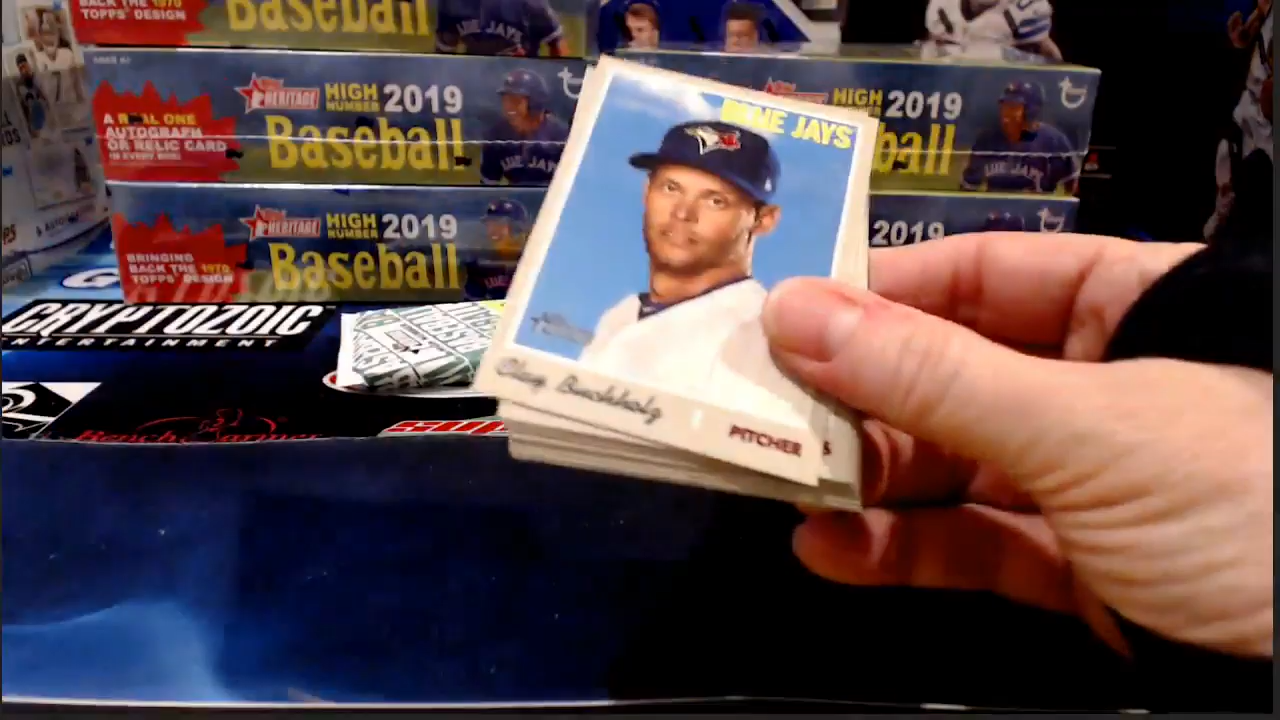 BACK THE 1970
TOPPS' DESIGN
Baseball
HERITAGE
HIGH
NUMBER
2019
Baseball
A REAL ONE
AUTOGRAPH
OR RELIC CARD
IN EVERY BOX!
HIGH
NUMBER
2019
ball
HERITAGE
HIGH
NUMBER
2019
Baseball
BRINGING
BACK THE 1970
TOPPS' DESIGN
2019
BLUE JAYS
Clay Buchholz
PITCHER
CRYPTOZOIC
ENTERTAINMENT